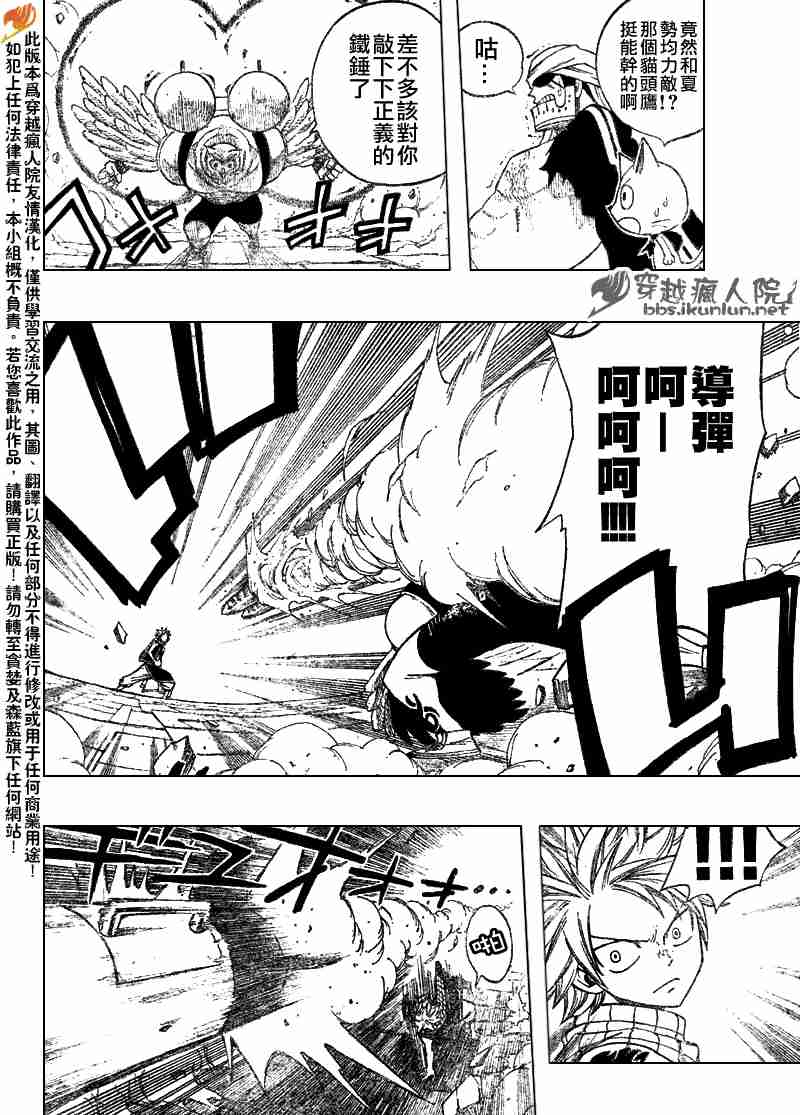 竟然和夏
勢均力敵!?
那個貓頭鷹
挺能幹的啊
咕…
差不多該對你
敲下下正義的
鐵錘了
穿越瘋人院
bbs.ikunlun.net
導彈
呵—
呵呵呵!!!!
!!!
啪
此版本爲穿越瘋人院友情漢化，僅供學習交流之用，其圖、翻譯以及任何部分不得進行修改或用于任何商業用途！
如犯上任何法律責任，本小組概不負責。若您喜歡此作品，請購買正版！請勿轉至貪婪及森藍旗下任何網站！